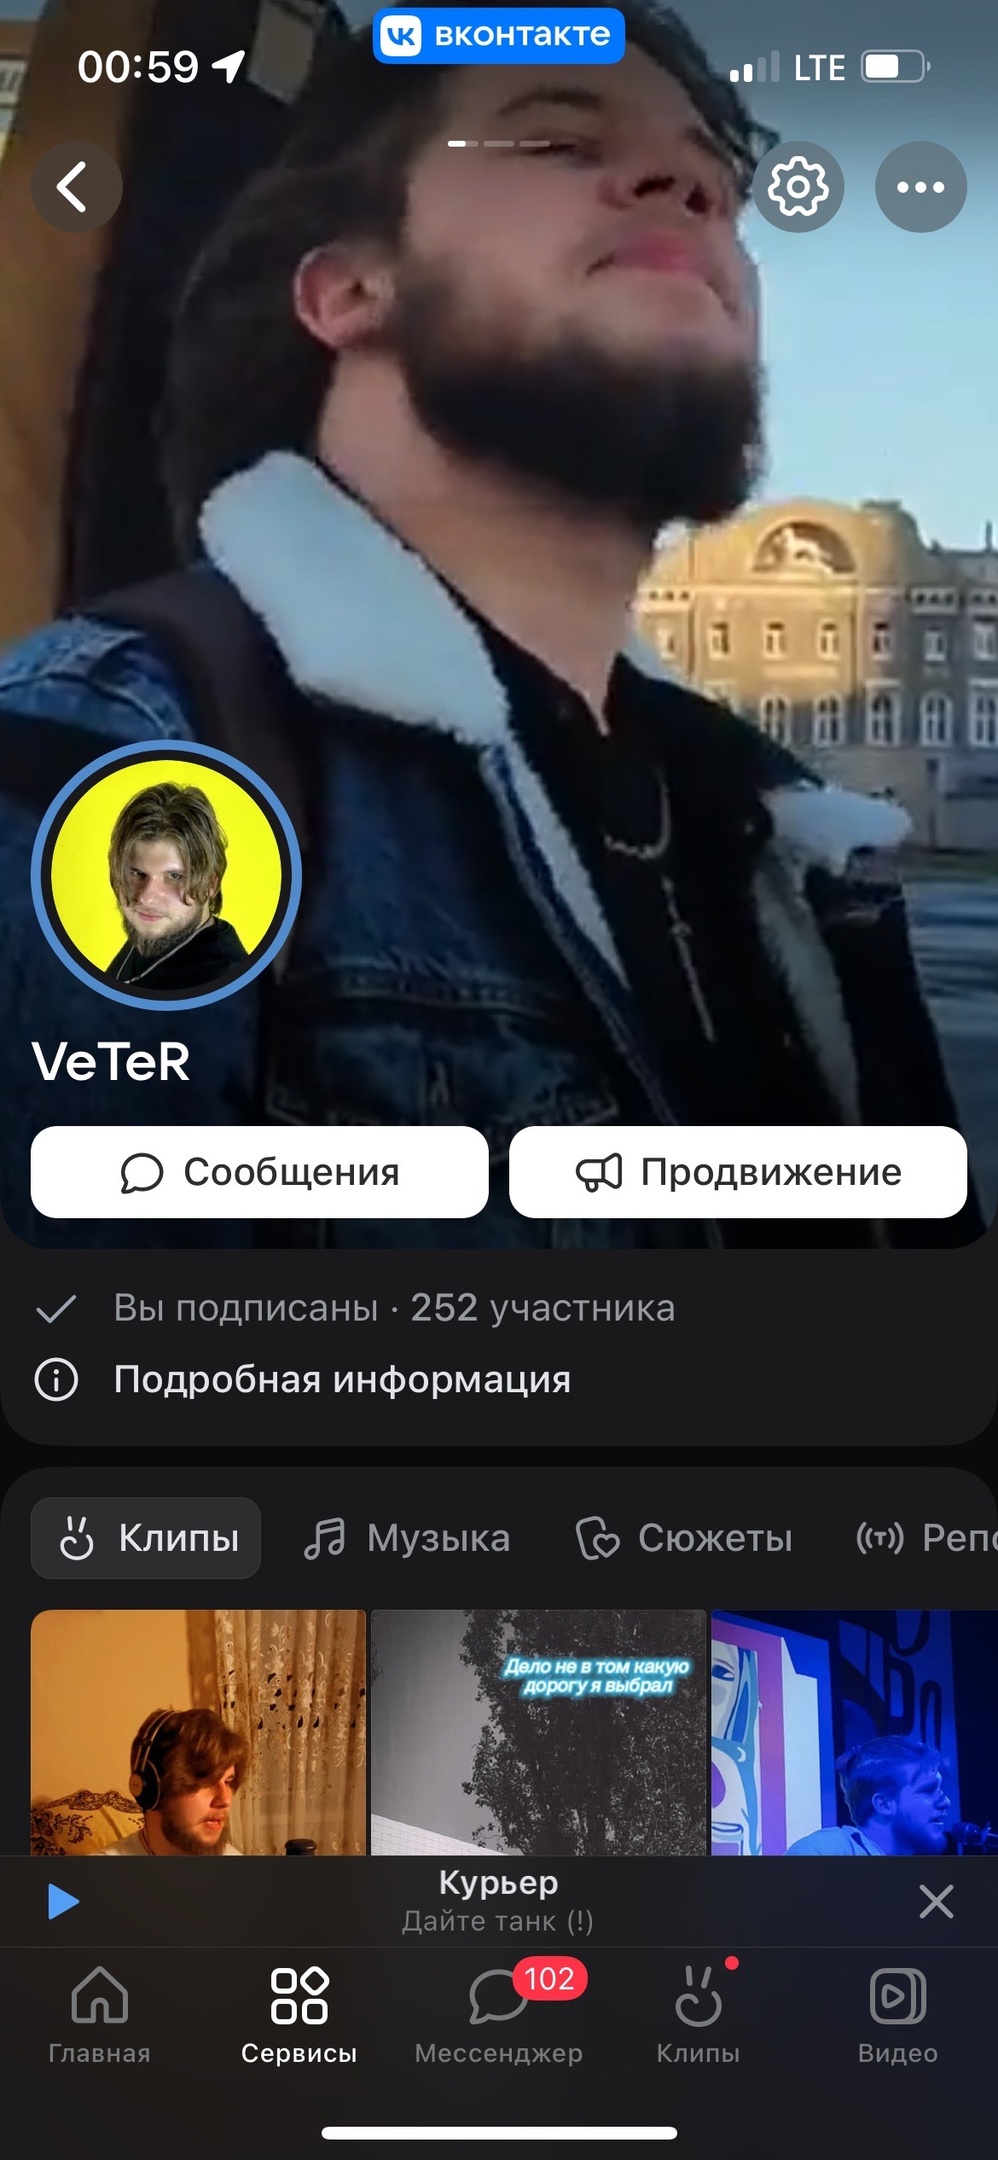 вконтакте
00:59
LTE
VeTeR
Сообщения
Продвижение
Вы подписаны · 252 участника
Подробная информация
Клипы
Музыка
Сюжеты
Репо
Дело не в том какую
дорогу я выбрал
Курьер
Дайте танк (!)
102
Главная
Сервисы
Мессенджер
Клипы
Видео